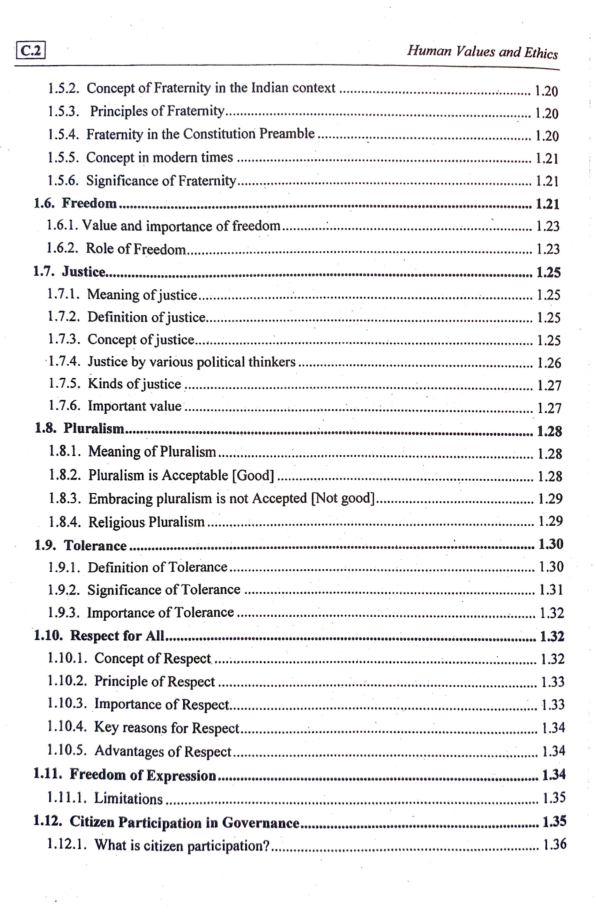 C.2 Human Values and Ethics
1.5.2. Concept of Fraternity in the Indian context ........ 1.20
1.5.3. Principles of Fraternity........ 1.20
1.5.4. Fraternity in the Constitution Preamble ........ 1.20
1.5.5. Concept in modern times ........ 1.21
1.5.6. Significance of Fraternity........ 1.21
1.6. Freedom........ 1.21
1.6.1. Value and importance of freedom........ 1.23
1.6.2. Role of Freedom........ 1.23
1.7. Justice........ 1.25
1.7.1. Meaning of justice........ 1.25
1.7.2. Definition of justice........ 1.25
1.7.3. Concept of justice........ 1.25
1.7.4. Justice by various political thinkers ........ 1.26
1.7.5. Kinds of justice ........ 1.27
1.7.6. Important value ........ 1.27
1.8. Pluralism........ 1.28
1.8.1. Meaning of Pluralism ........ 1.28
1.8.2. Pluralism is Acceptable [Good] ........ 1.28
1.8.3. Embracing pluralism is not Accepted [Not good]........ 1.29
1.8.4. Religious Pluralism ........ 1.29
1.9. Tolerance ........ 1.30
1.9.1. Definition of Tolerance........ 1.30
1.9.2. Significance of Tolerance ........ 1.31
1.9.3. Importance of Tolerance ........ 1.32
1.10. Respect for All........ 1.32
1.10.1. Concept of Respect ........ 1.32
1.10.2. Principle of Respect ........ 1.33
1.10.3. Importance of Respect........ 1.33
1.10.4. Key reasons for Respect........ 1.34
1.10.5. Advantages of Respect........ 1.34
1.11. Freedom of Expression........ 1.34
1.11.1. Limitations ........ 1.35
1.12. Citizen Participation in Governance........ 1.35
1.12.1. What is citizen participation?........ 1.36